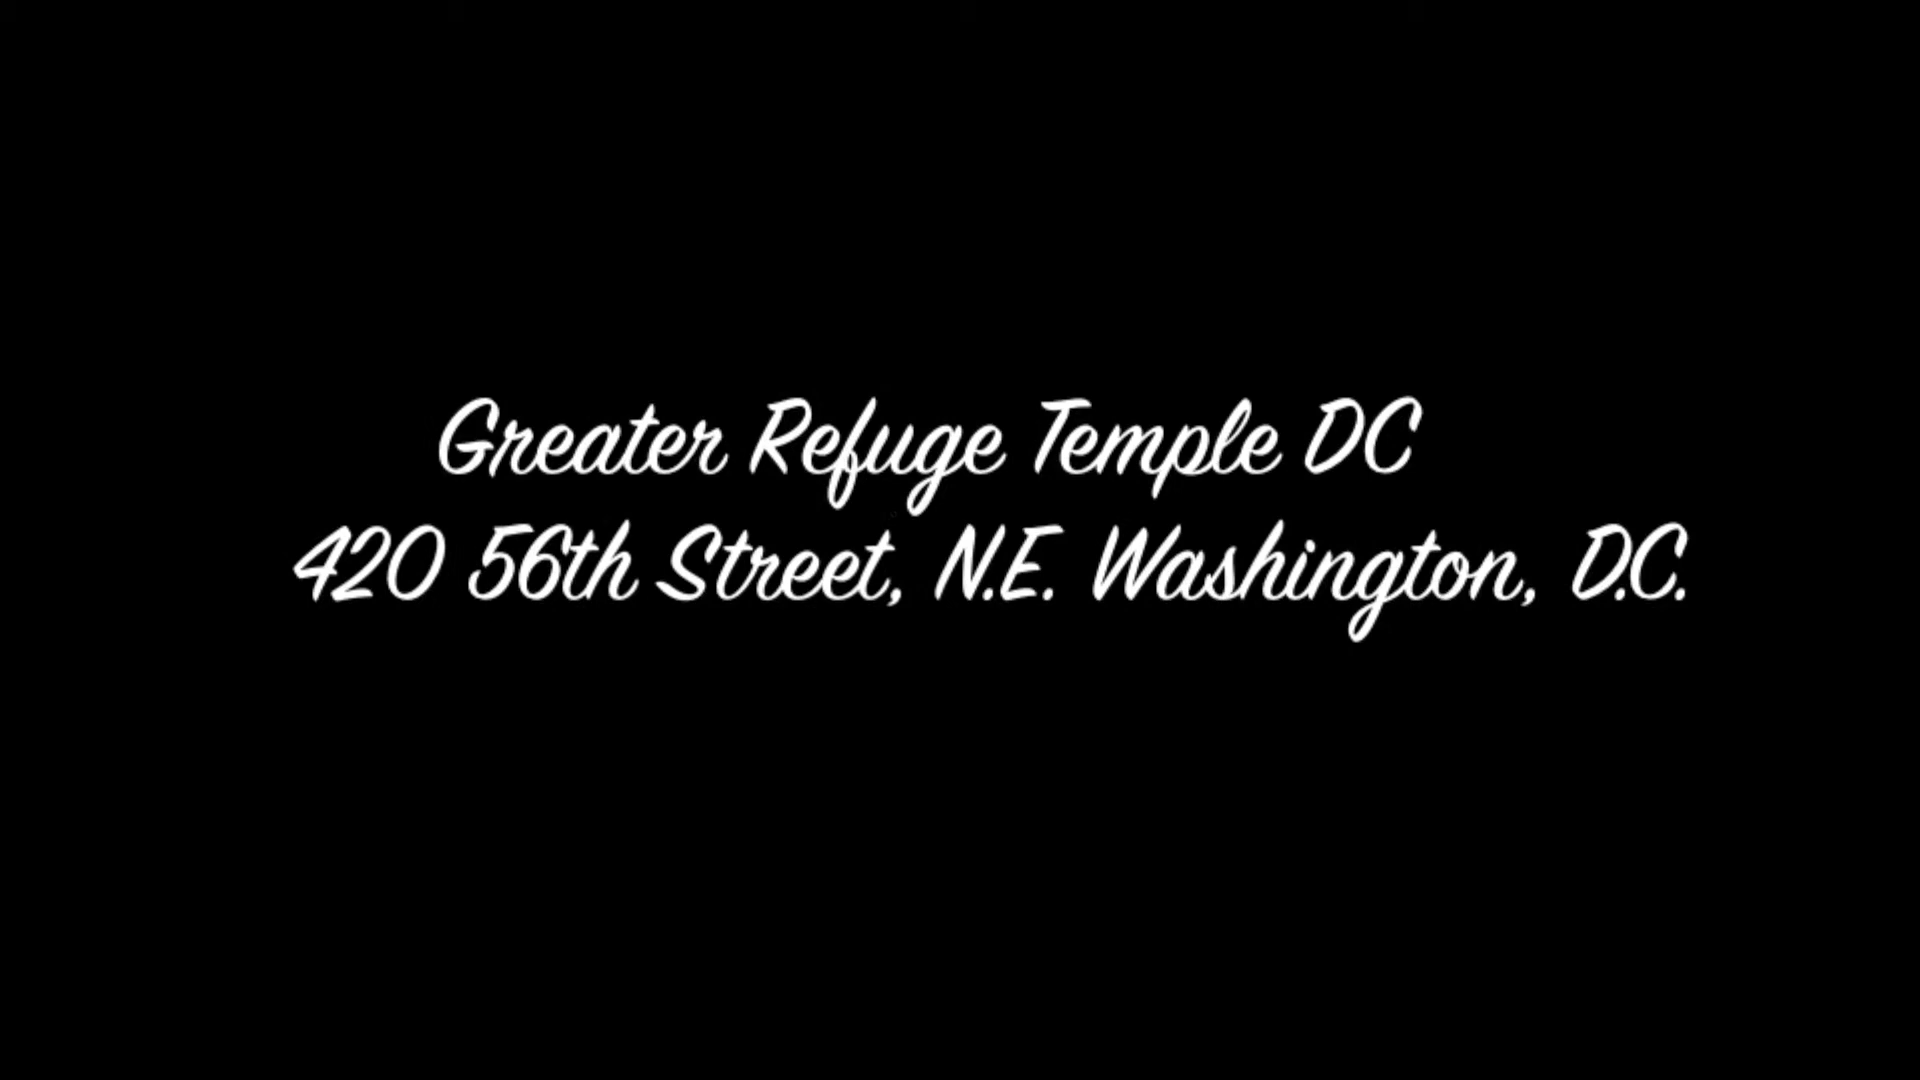 Greater Refuge Temple DC
420 56th Street, N.E. Washington, D.C.